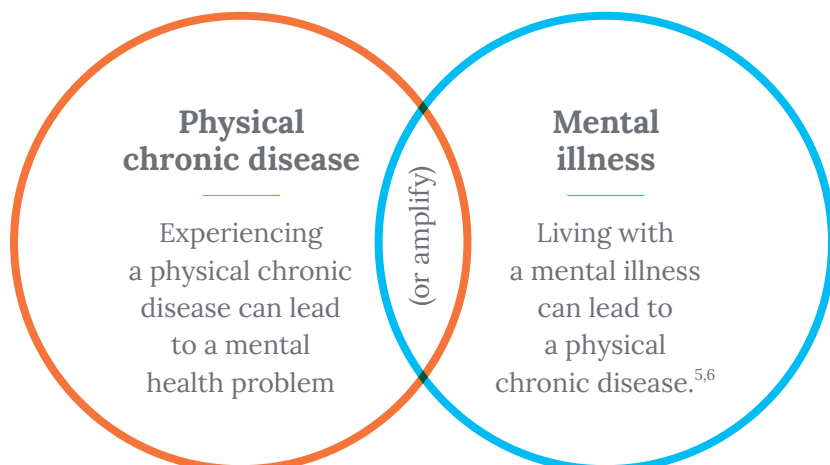 Physical
chronic disease
Experiencing
a physical chronic
disease can lead
to a mental
health problem
(or amplify)
Mental
illness
Living with
a mental illness
can lead to
a physical
chronic disease.5,6